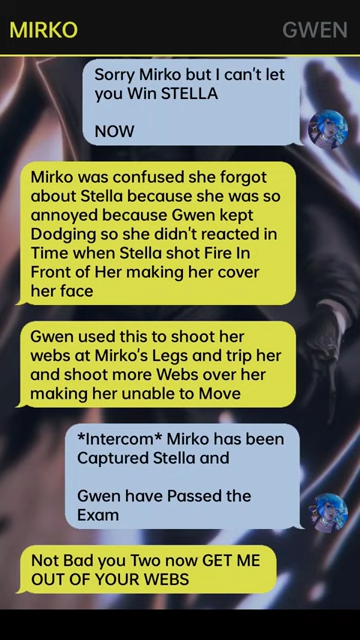 MIRKO
GWEN
Sorry Mirko but I can't let
you Win STELLA
NOW
Mirko was confused she forgot
about Stella because she was so
annoyed because Gwen kept
Dodging so she didn't reacted in
Time when Stella shot Fire In
Front of Her making her cover
her face
Gwen used this to shoot her
webs at Mirko's Legs and trip her
and shoot more Webs over her
making her unable to Move
*Intercom* Mirko has been
Captured Stella and
Gwen have Passed the
Exam
Not Bad you Two now GET ME
OUT OF YOUR WEBS